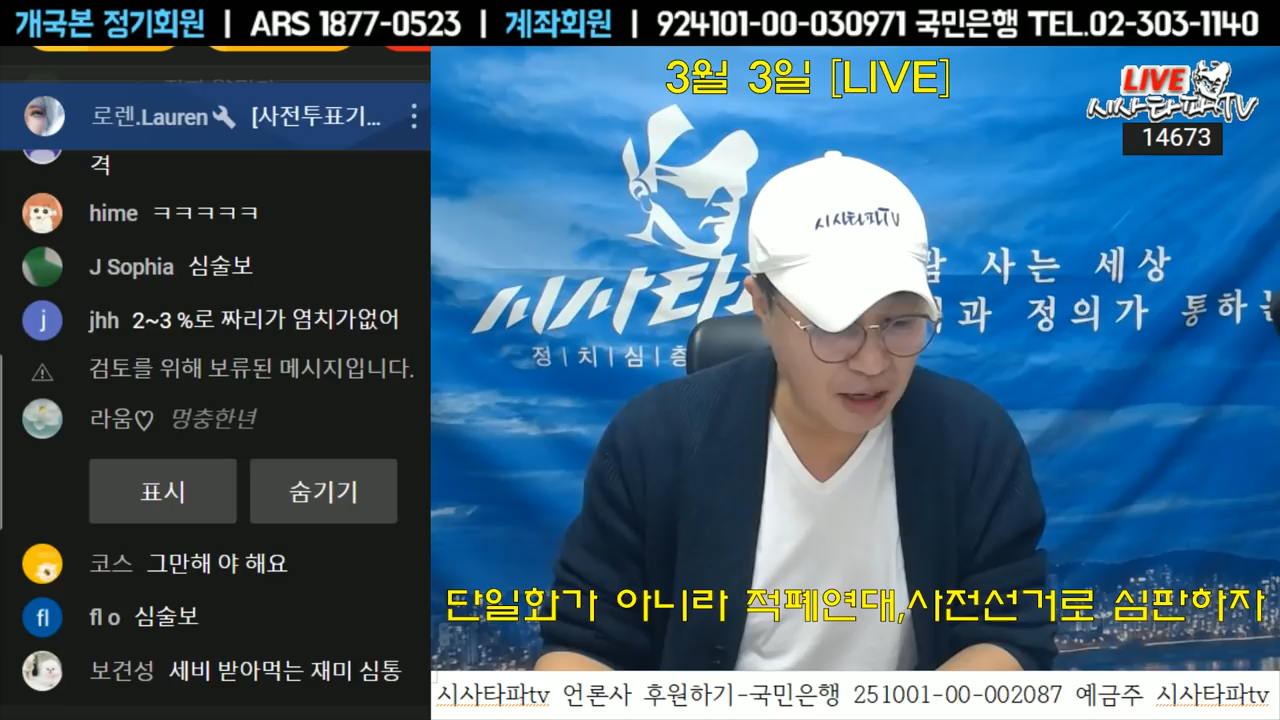 개국본 정기회원 | ARS 1877-0523 | 계좌회원 | 924101-00-030971 국민은행 TEL.02-303-1140
로렌.Lauren [사전투표기...
격
hime ㅋㅋㅋㅋㅋ
J Sophia 심술보
j jhh 2~3 %로 짜리가 염치가없어
검토를 위해 보류된 메시지입니다.
라움♡ 멍충한년
표시 숨기기
코스 그만해 야 해요
fl fl o 심술보
보견성 세비 받아먹는 재미 심통
3월 3일 [LIVE]
LIVE
시사타파TV
14673
시사타파TV
사는 세상
과 정의가 통하는
시사타
정|치|심|층
단일화가 아니라 적폐연대,사전선거로 심판하자
시사타파tv 언론사 후원하기-국민은행 251001-00-002087 예금주 시사타파tv